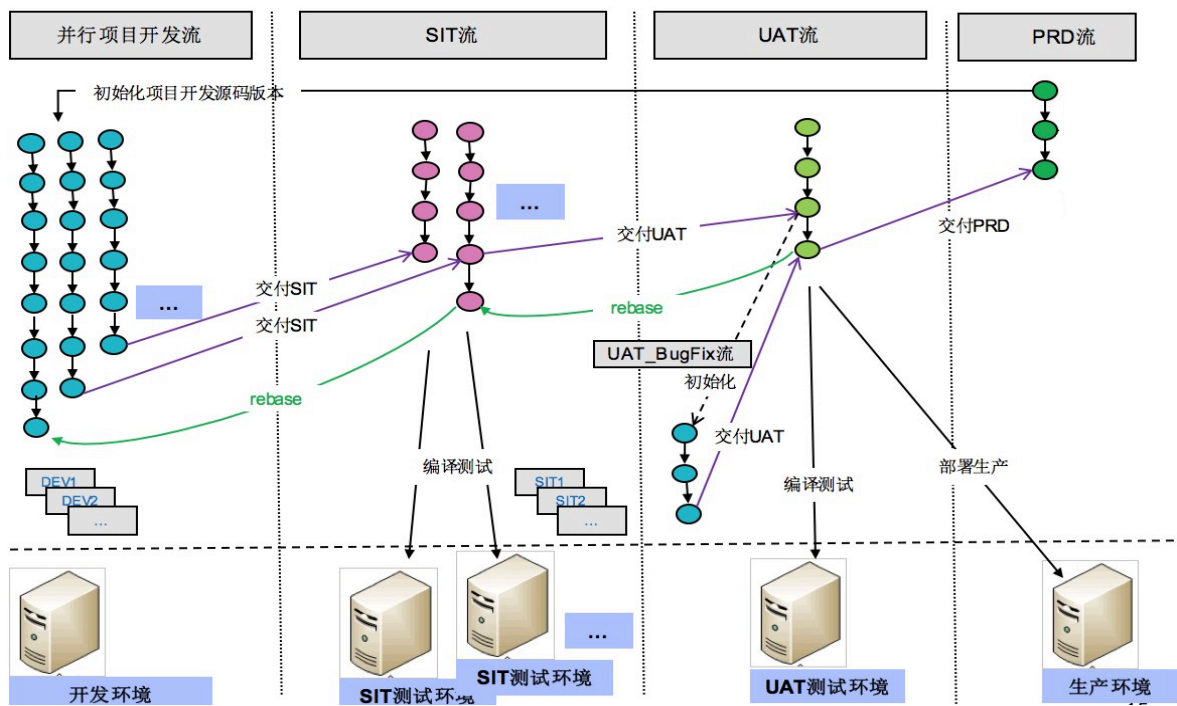 并行项目开发流
SIT流
UAT流
PRD流
初始化项目开发源码版本
...
交付UAT
交付PRD
交付SIT
...
交付SIT
rebase
UAT_BugFix流
初始化
rebase
交付UAT
编译测试
编译测试
部署生产
DEV1
DEV2
...
SIT1
SIT2
...
...
开发环境
SIT测试环境
SIT测试环境
UAT测试环境
生产环境